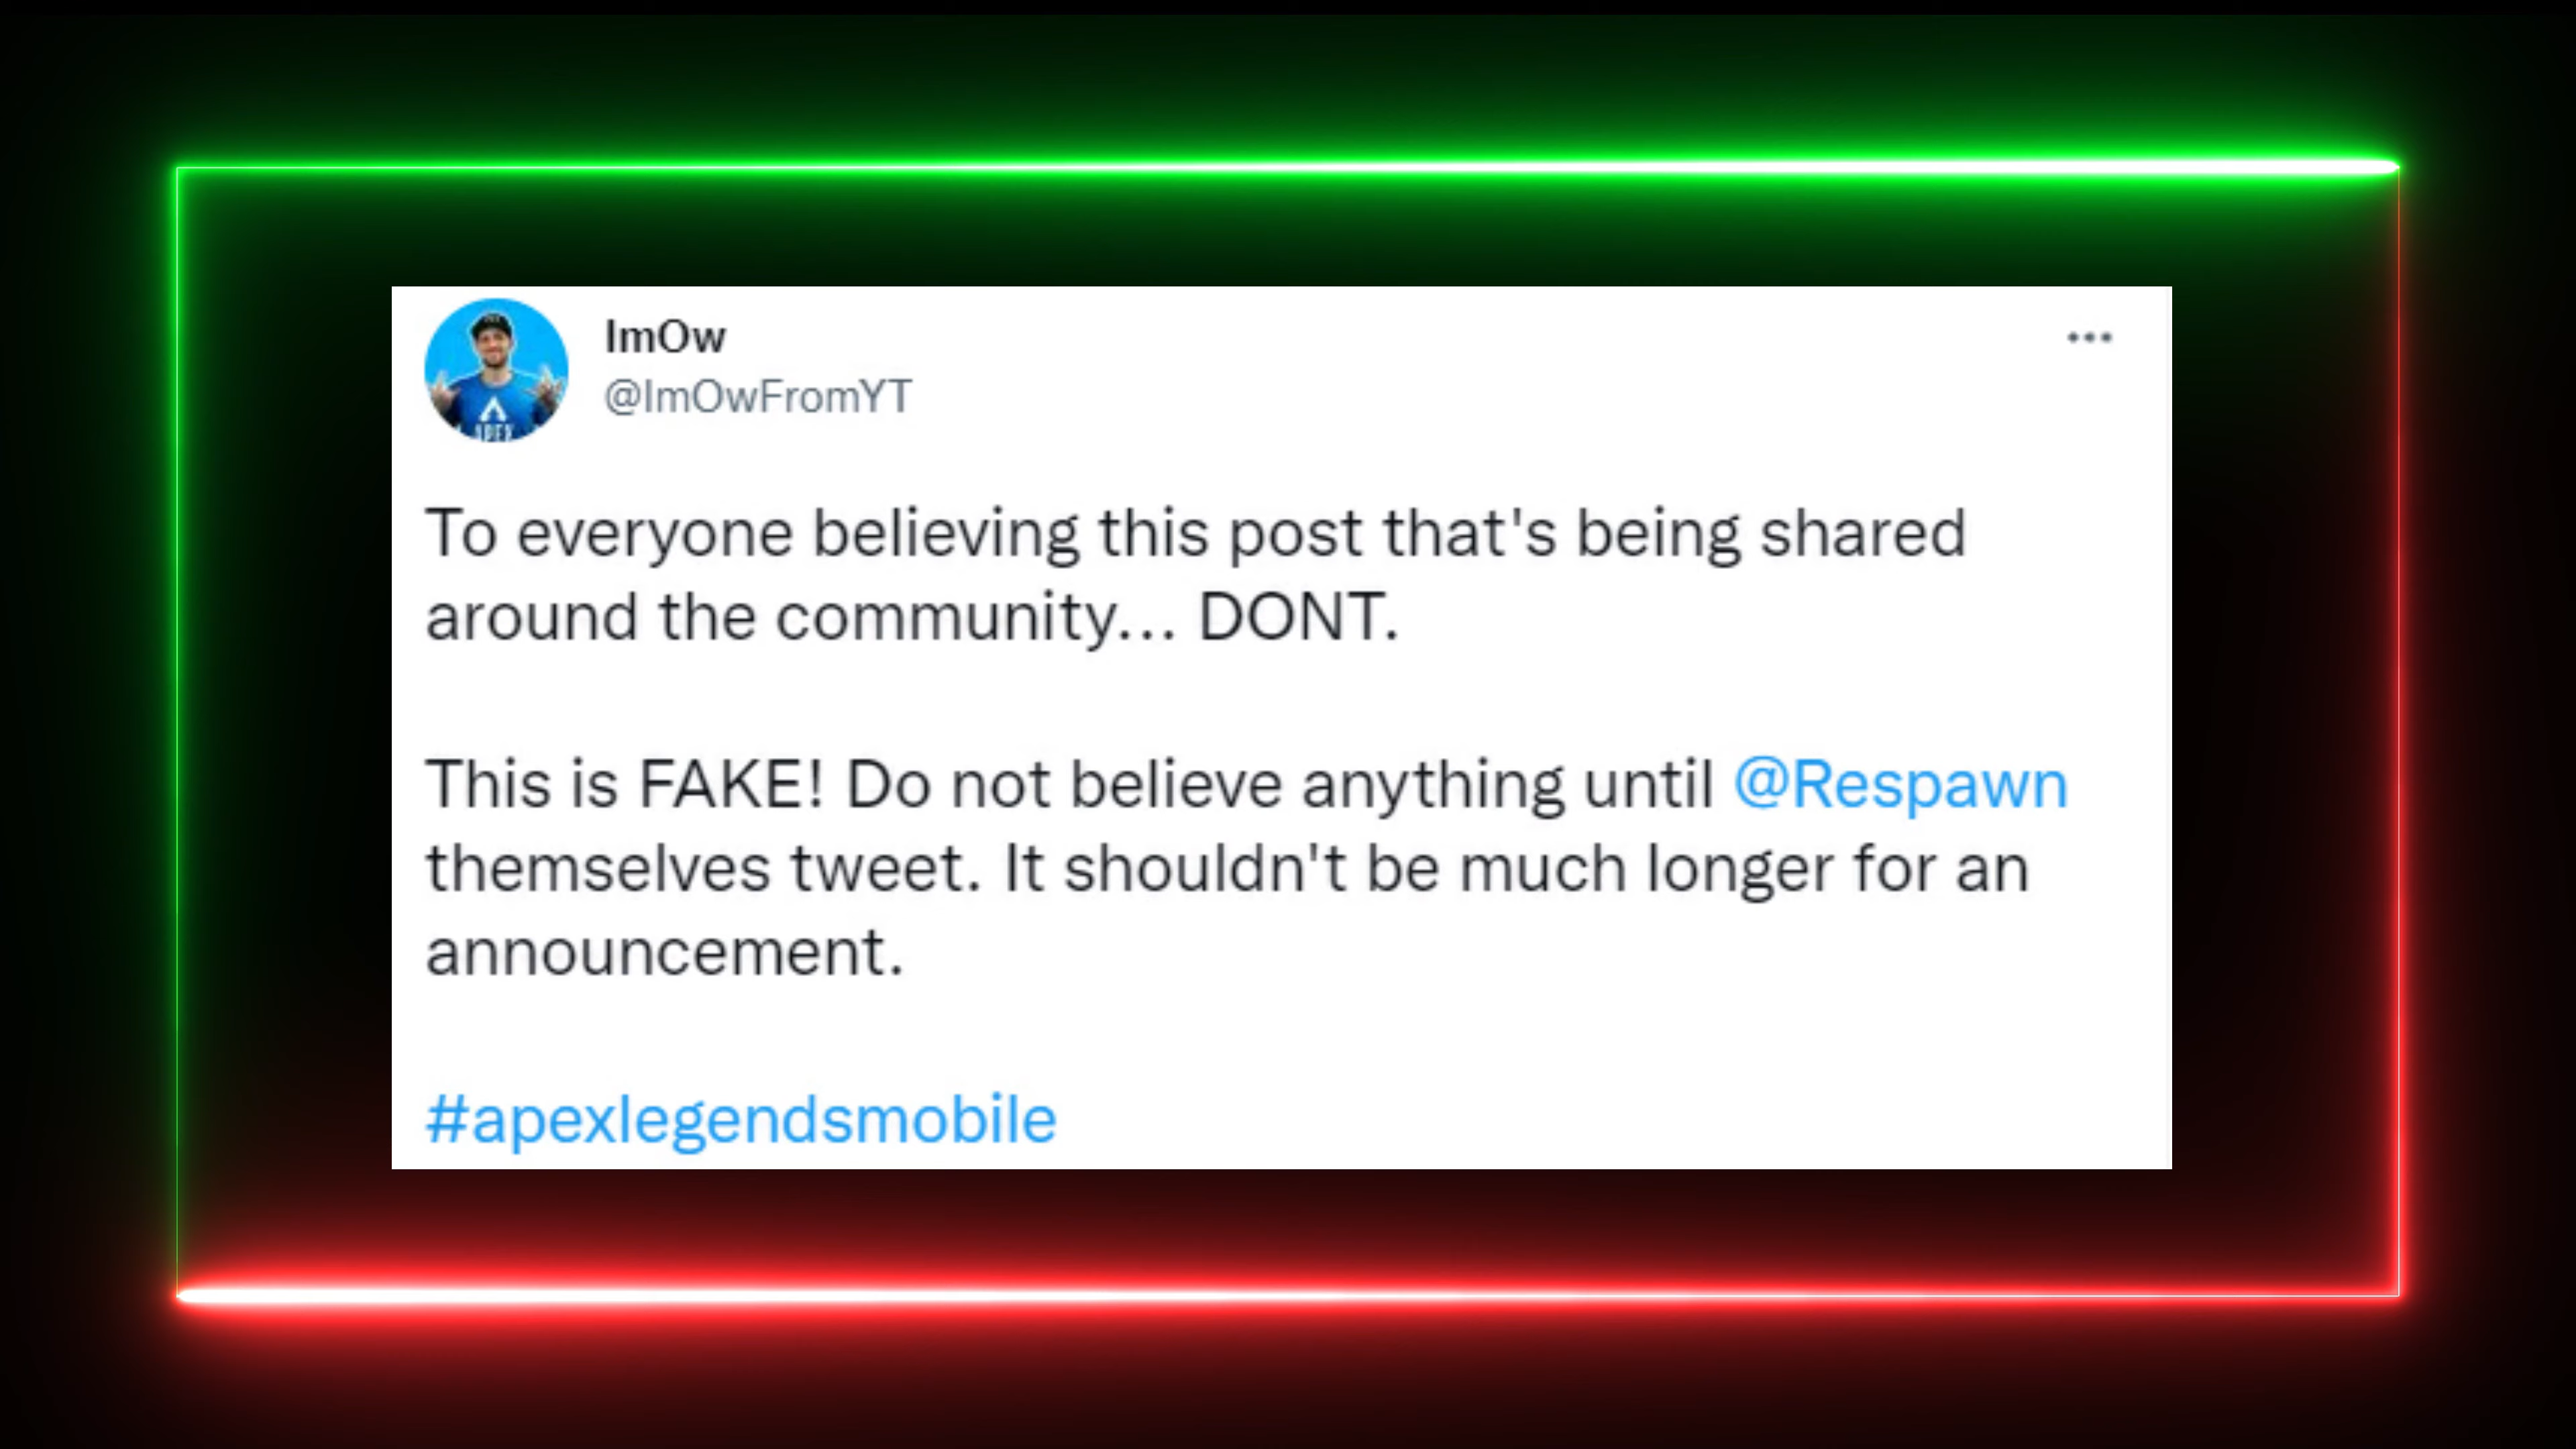 ImOw
@ImOwFromYT
APEX
To everyone believing this post that's being shared
around the community... DONT.
This is FAKE! Do not believe anything until @Respawn
themselves tweet. It shouldn't be much longer for an
announcement.
#apexlegendsmobile